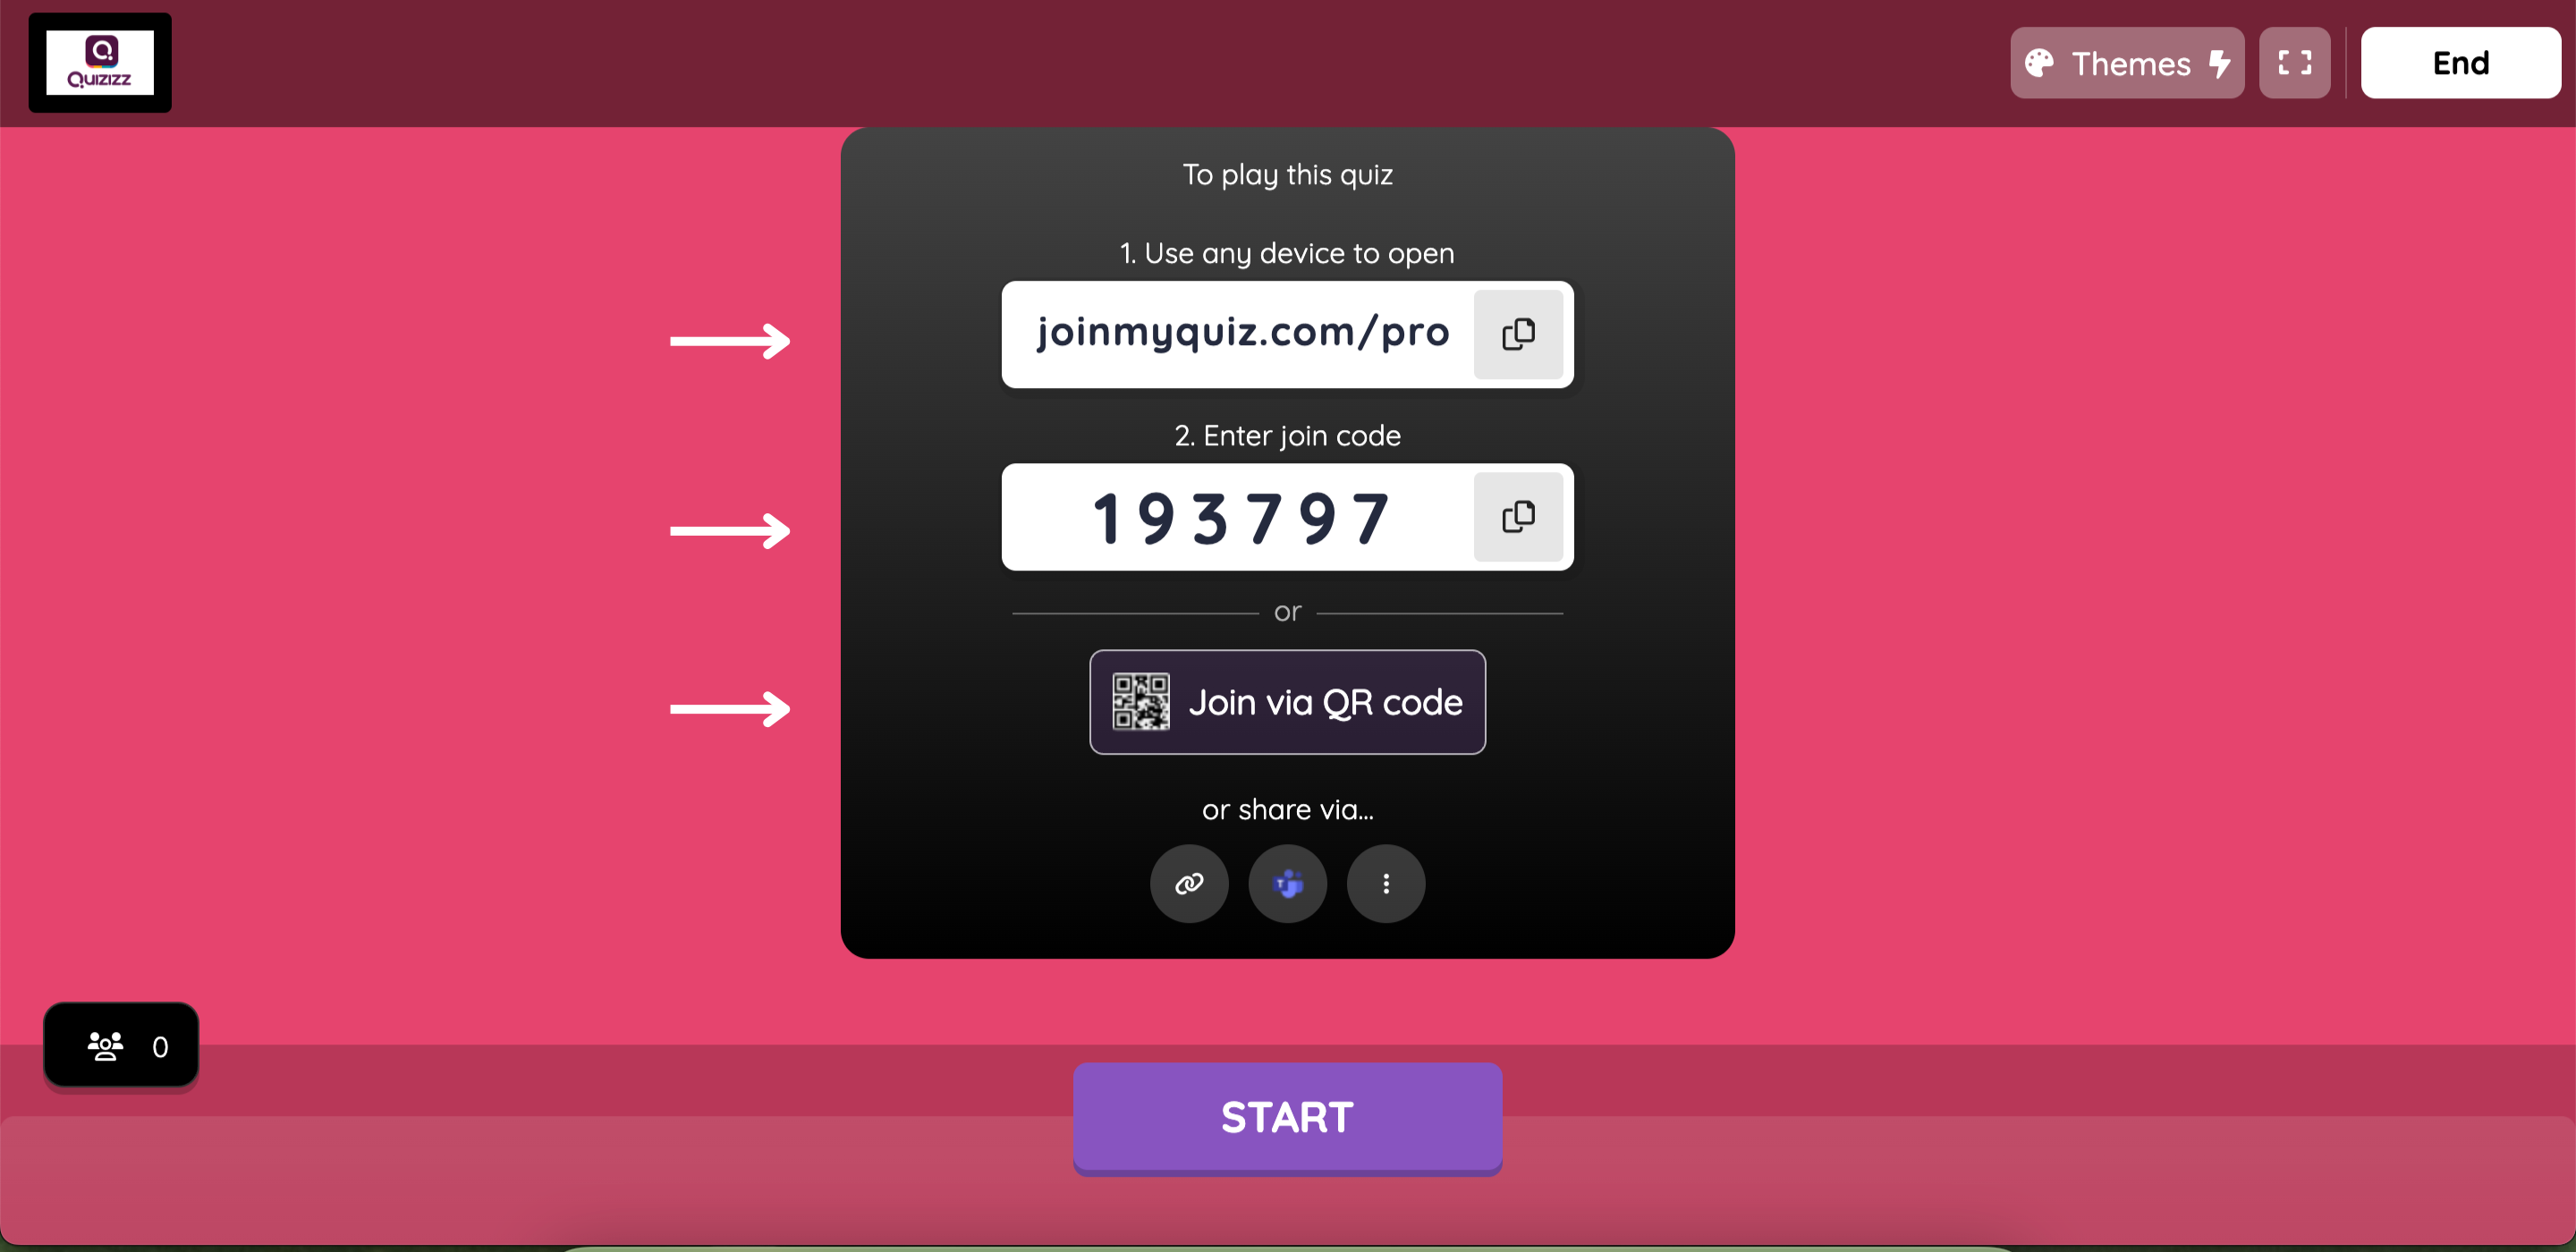 Quizizz
Themes
End
To play this quiz
1. Use any device to open
joinmyquiz.com/pro
2. Enter join code
193797
or
Join via QR code
or share via...
T
0
START